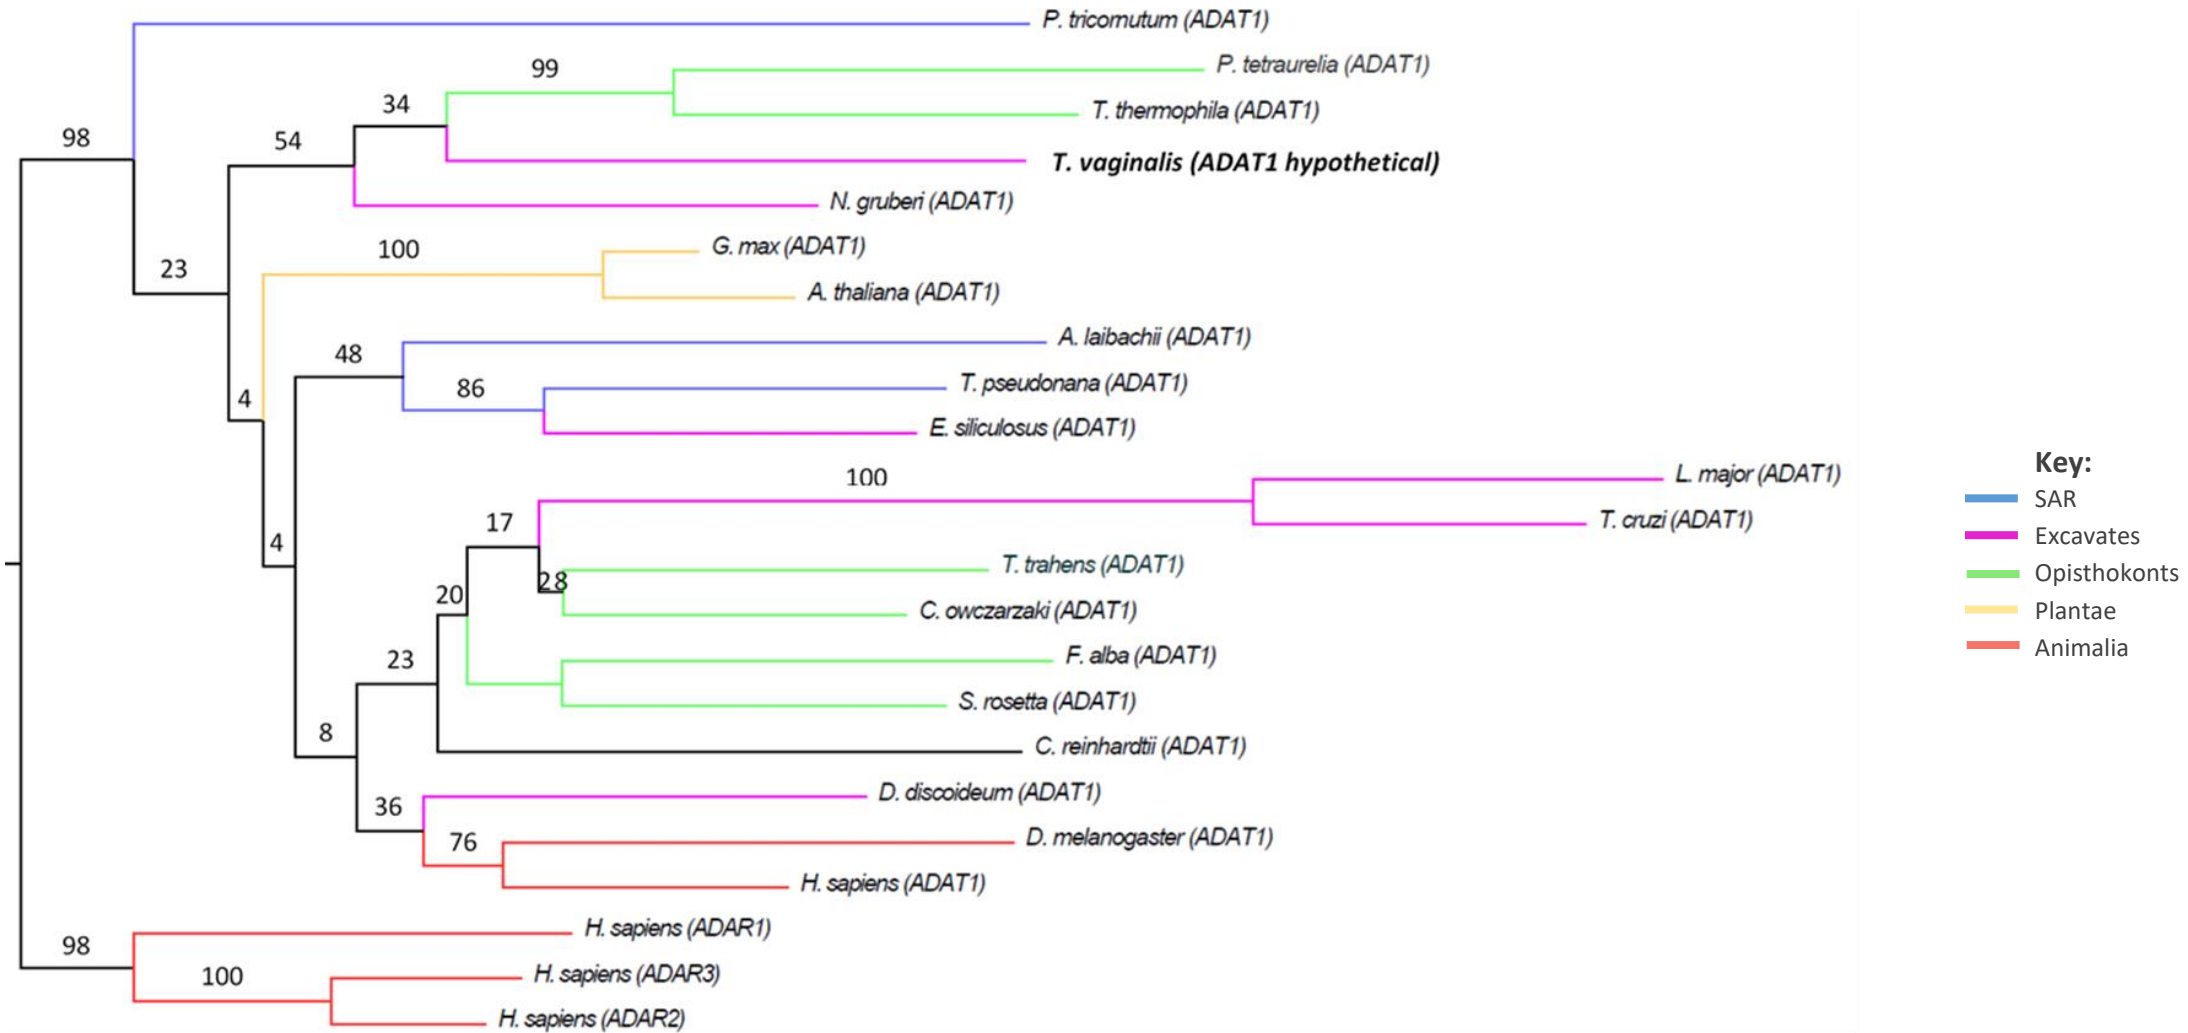 P. tricornutum (ADAT1)
99
P. tetraurelia (ADAT1)
34
T. thermophila (ADAT1)
98
54
T. vaginalis (ADAT1 hypothetical)
N. gruberi (ADAT1)
100
G. max (ADAT1)
23
A. thaliana (ADAT1)
48
A. laibachii (ADAT1)
4
86
T. pseudonana (ADAT1)
E. siliculosus (ADAT1)
100
L. major (ADAT1)
17
T. cruzi (ADAT1)
4
28
T. trahens (ADAT1)
20
C. owczarzaki (ADAT1)
23
F. alba (ADAT1)
S. rosetta (ADAT1)
8
C. reinhardtii (ADAT1)
36
D. discoideum (ADAT1)
76
D. melanogaster (ADAT1)
H. sapiens (ADAT1)
98
H. sapiens (ADAR1)
100
H. sapiens (ADAR3)
H. sapiens (ADAR2)
Key:
SAR
Excavates
Opisthokonts
Plantae
Animalia